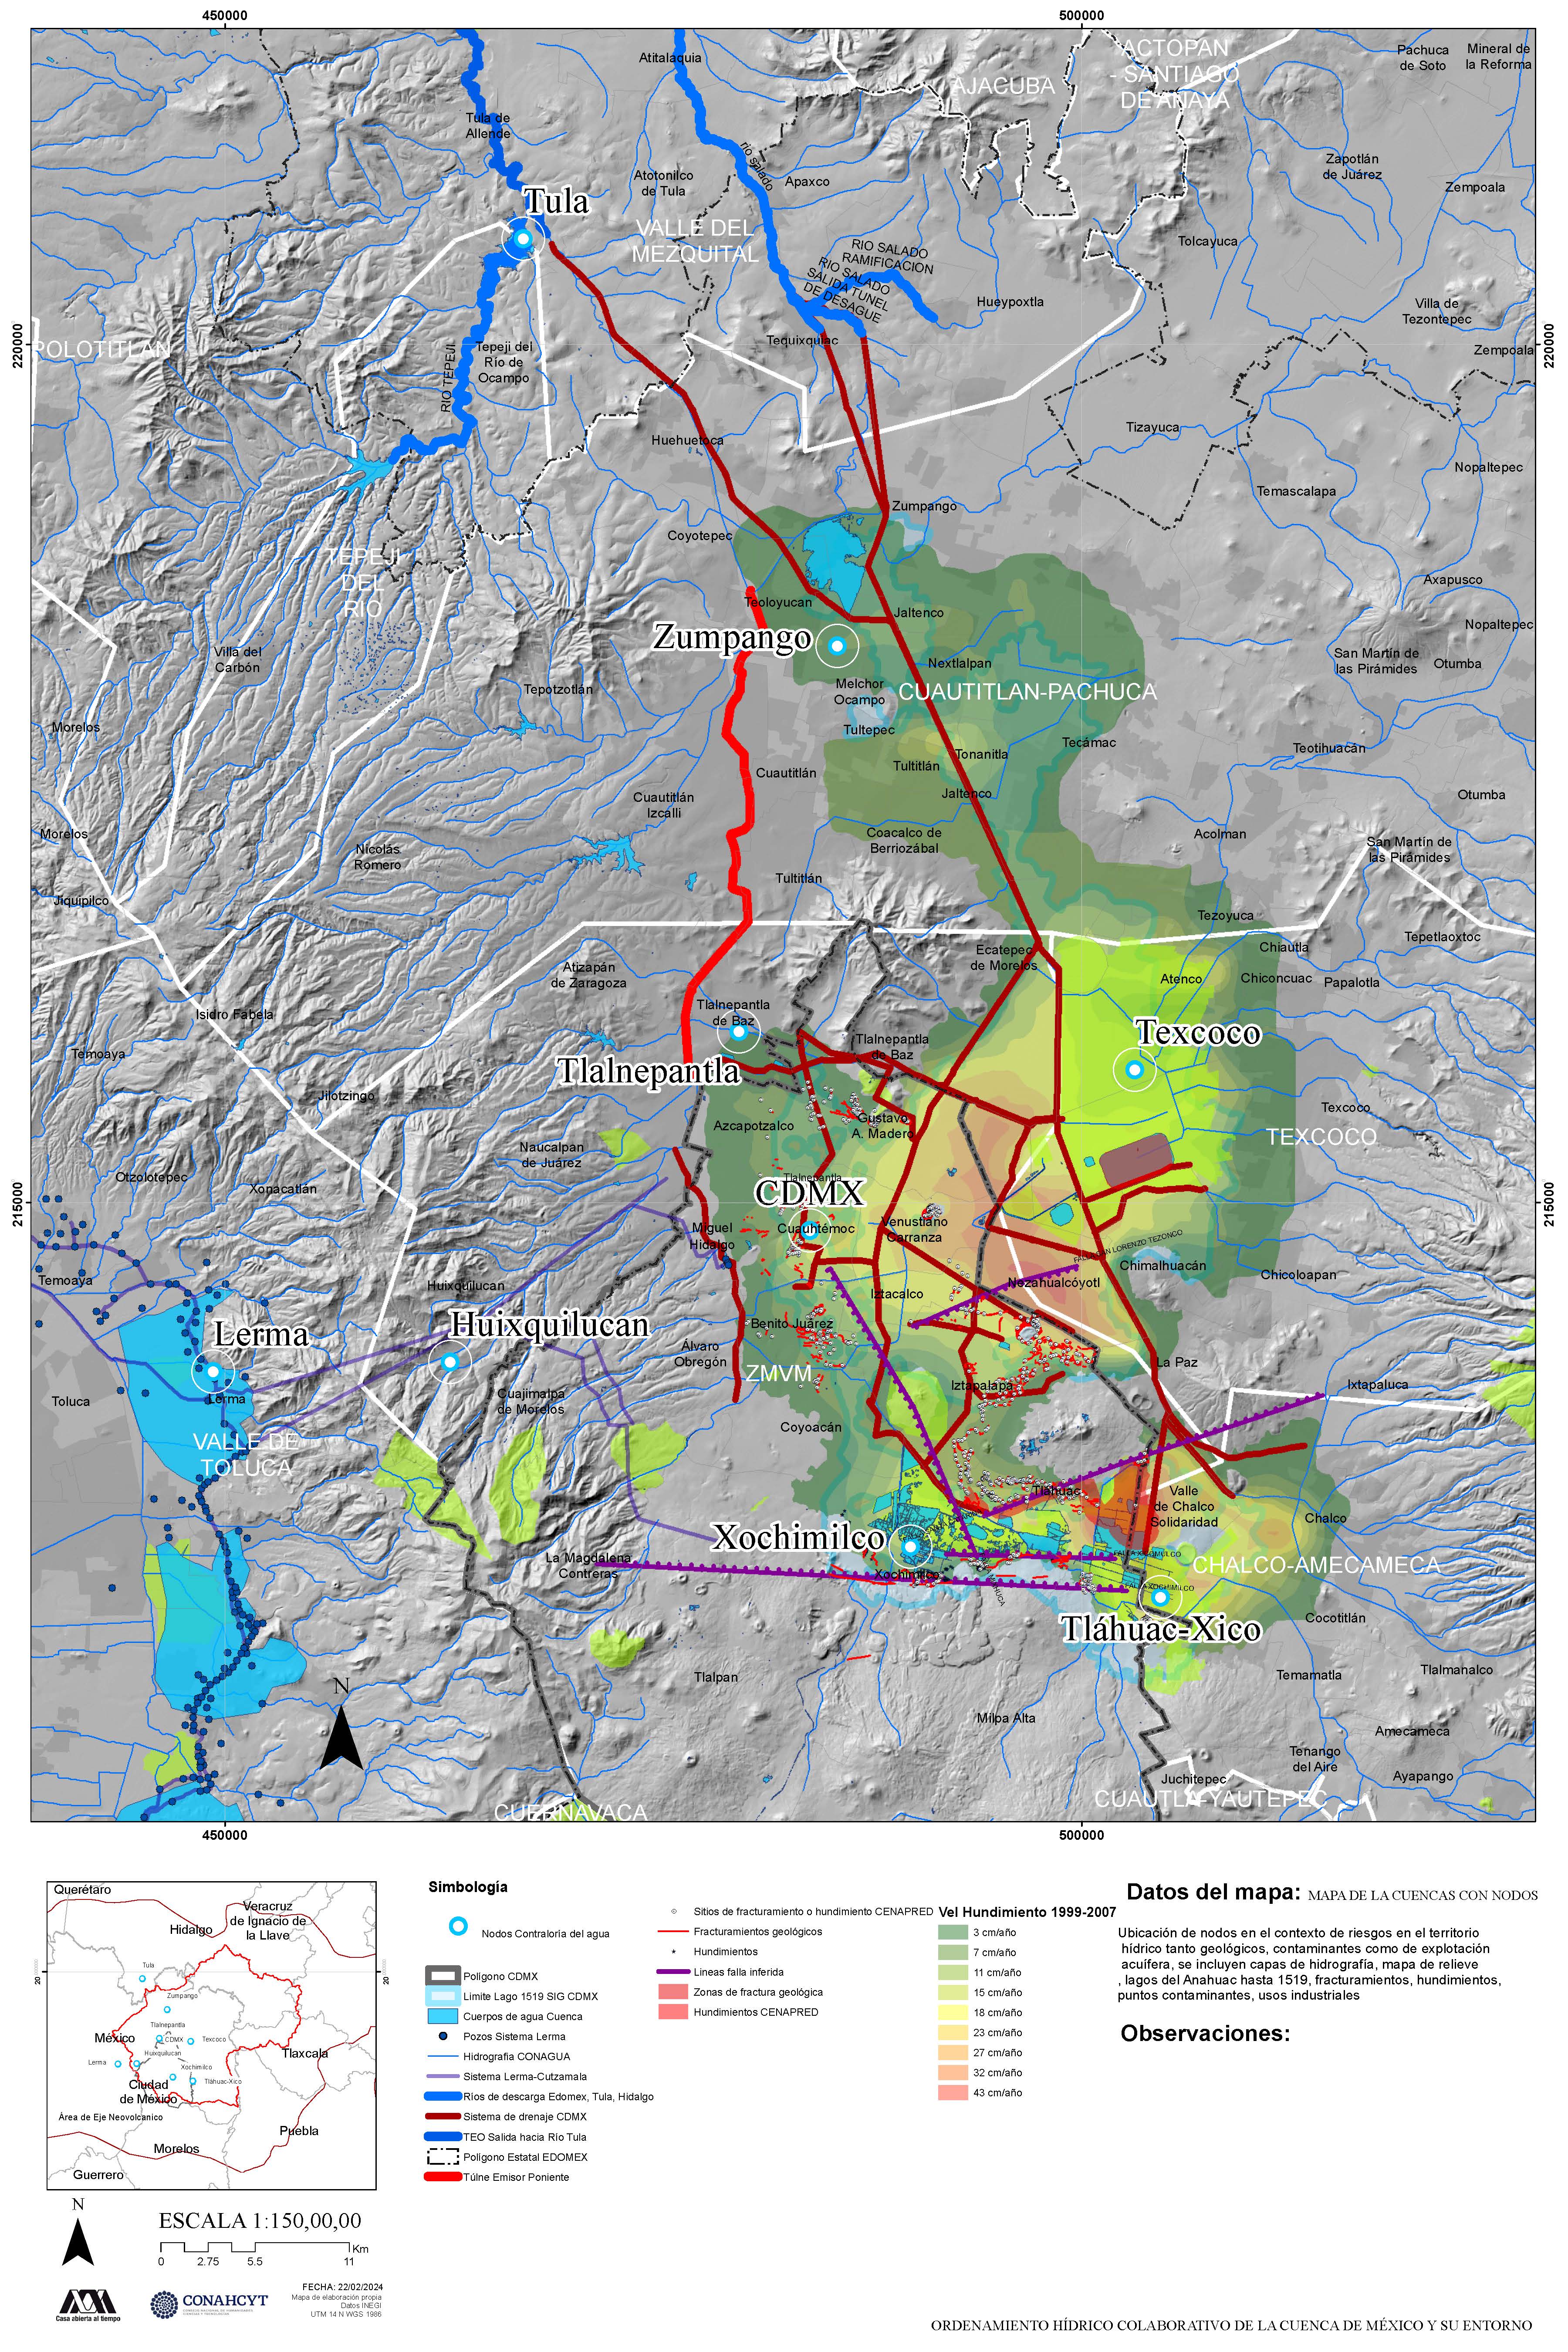 450000
500000
Atitalaquia
ACTOPAN
- SANTIAGO
DE ANAYA
Pachuca
de Soto
Mineral de
la Reforma
AJACUBA
Tula de
Allende
río salado
Zapotlán
de Juárez
Atotonilco
de Tula
Apaxco
Zempoala
Tula
VALLE DEL
MEZQUITAL
RIO SALADO
RAMIFICACION
RIO SALADO
SALIDA TUNEL
DE DESAGUE
Tolcayuca
Hueypoxtla
Villa de
Tezontepec
220000
220000
POLOTITLAN
Tepeji del
Río de
Ocampo
RIO TEPEJI
Tequixquiac
Zempoala
Huehuetoca
Tizayuca
Nopaltepec
Temascalapa
Zumpango
Coyotepec
TEPEJI
DEL
RIO
Axapusco
Teoloyucan
Jaltenco
Nopaltepec
Zumpango
Villa del
Carbón
Nextlalpan
San Martín de
las Pirámides
Otumba
Tepotzotlán
Melchor
Ocampo
CUAUTITLAN-PACHUCA
Morelos
Tultepec
Tecámac
Teotihuacán
Tonanitla
Tultitlán
Cuautitlán
Jaltenco
Otumba
Cuautitlán
Izcalli
Morelos
Coacalco de
Berriozábal
Acolman
Nicolás
Romero
San Martín de
las Pirámides
Tultitlán
Jiquipilco
Tezoyuca
Tepetlaoxtoc
Ecatepec
de Morelos
Chiautla
Atizapán
de Zaragoza
Atenco
Chiconcuac
Papalotla
Isidro Fabela
Tlalnepantla
de Baz
Texcoco
Temoaya
Tlalnepantla
de Baz
Tlalnepantla
Jilotzingo
Texcoco
Azcapotzalco
Gustavo
A. Madero
TEXCOCO
Naucalpan
de Juárez
Otzolotepec
Xonacatlán
Tlalnepantla
CDMX
215000
215000
Miguel
Hidalgo
Cuauhtémoc
Venustiano
Carranza
FALLA SAN LORENZO TEZONCO
Chimalhuacán
Temoaya
Huixquilucan
Nezahualcóyotl
Chicoloapan
Iztacalco
Lerma
Huixquilucan
Benito Juárez
Álvaro
Obregón
La Paz
ZMVM
Iztapalapa
Ixtapaluca
Toluca
Lerma
Cuajimalpa
de Morelos
Coyoacán
VALLE DE
TOLUCA
Tláhuac
Valle
de Chalco
Solidaridad
Chalco
Xochimilco
La Magdalena
Contreras
Xochimilco
FALLA XICOMULCO
CHALCO-AMECAMECA
FALLA XOCHIMILCO
Tláhuac-Xico
Cocotitlán
Tlalpan
Temamatla
Tlalmanalco
N
Milpa Alta
Amecameca
Tenango
del Aire
Juchitepec
Ayapango
CUERNAVACA
CUAUTLA-YAUTEPEC
450000
500000
Querétaro
Veracruz
de Ignacio de
la Llave
Hidalgo
Tula
Zumpango
Tlalnepantla
México
CDMX
Texcoco
Huixquilucan
Lerma
Tlaxcala
Xochimilco
Ciudad
de México
Tláhuac-Xico
Área de Eje Neovolcanico
Puebla
Morelos
Guerrero
N
ESCALA 1:150,00,00
Km
0 2.75 5.5 11
Casa abierta al tiempo
CONAHCYT
FECHA: 22/02/2024
Mapa de elaboración propia
Datos INEGI
UTM 14 N WGS 1986
Simbología
Nodos Contraloría del agua
Poligono CDMX
Limite Lago 1519 SIG CDMX
Cuerpos de agua Cuenca
Pozos Sistema Lerma
Hidrografia CONAGUA
Sistema Lerma-Cutzamala
Rios de descarga Edomex, Tula, Hidalgo
Sistema de drenaje CDMX
TEO Salida hacia Río Tula
Poligono Estatal EDOMEX
Túlne Emisor Poniente
Sitios de fracturamiento o hundimiento CENAPRED
Fracturamientos geológicos
Hundimientos
Lineas falla inferida
Zonas de fractura geológica
Hundimientos CENAPRED
Vel Hundimiento 1999-2007
3 cm/año
7 cm/año
11 cm/año
15 cm/año
18 cm/año
23 cm/año
27 cm/año
32 cm/año
43 cm/año
Datos del mapa: MAPA DE LA CUENCAS CON NODOS
Ubicación de nodos en el contexto de riesgos en el territorio
hídrico tanto geológicos, contaminantes como de explotación
acuífera, se incluyen capas de hidrografía, mapa de relieve
, lagos del Anahuac hasta 1519, fracturamientos, hundimientos,
puntos contaminantes, usos industriales
Observaciones:
ORDENAMIENTO HÍDRICO COLABORATIVO DE LA CUENCA DE MÉXICO Y SU ENTORNO